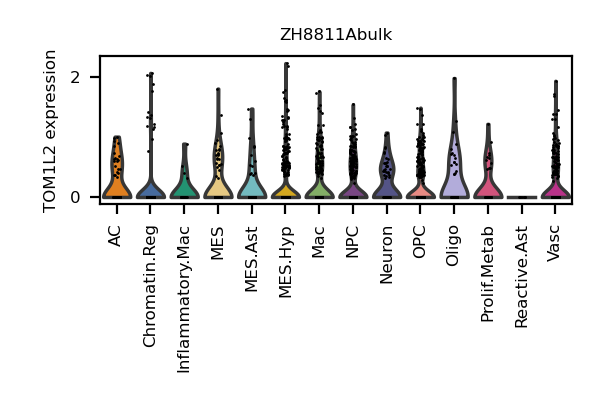 ZH8811Abulk
TOM1L2 expression
2
0
AC
Chromatin.Reg
Inflammatory.Mac
MES
MES.Ast
MES.Hyp
Mac
NPC
Neuron
OPC
Oligo
Prolif.Metab
Reactive.Ast
Vasc